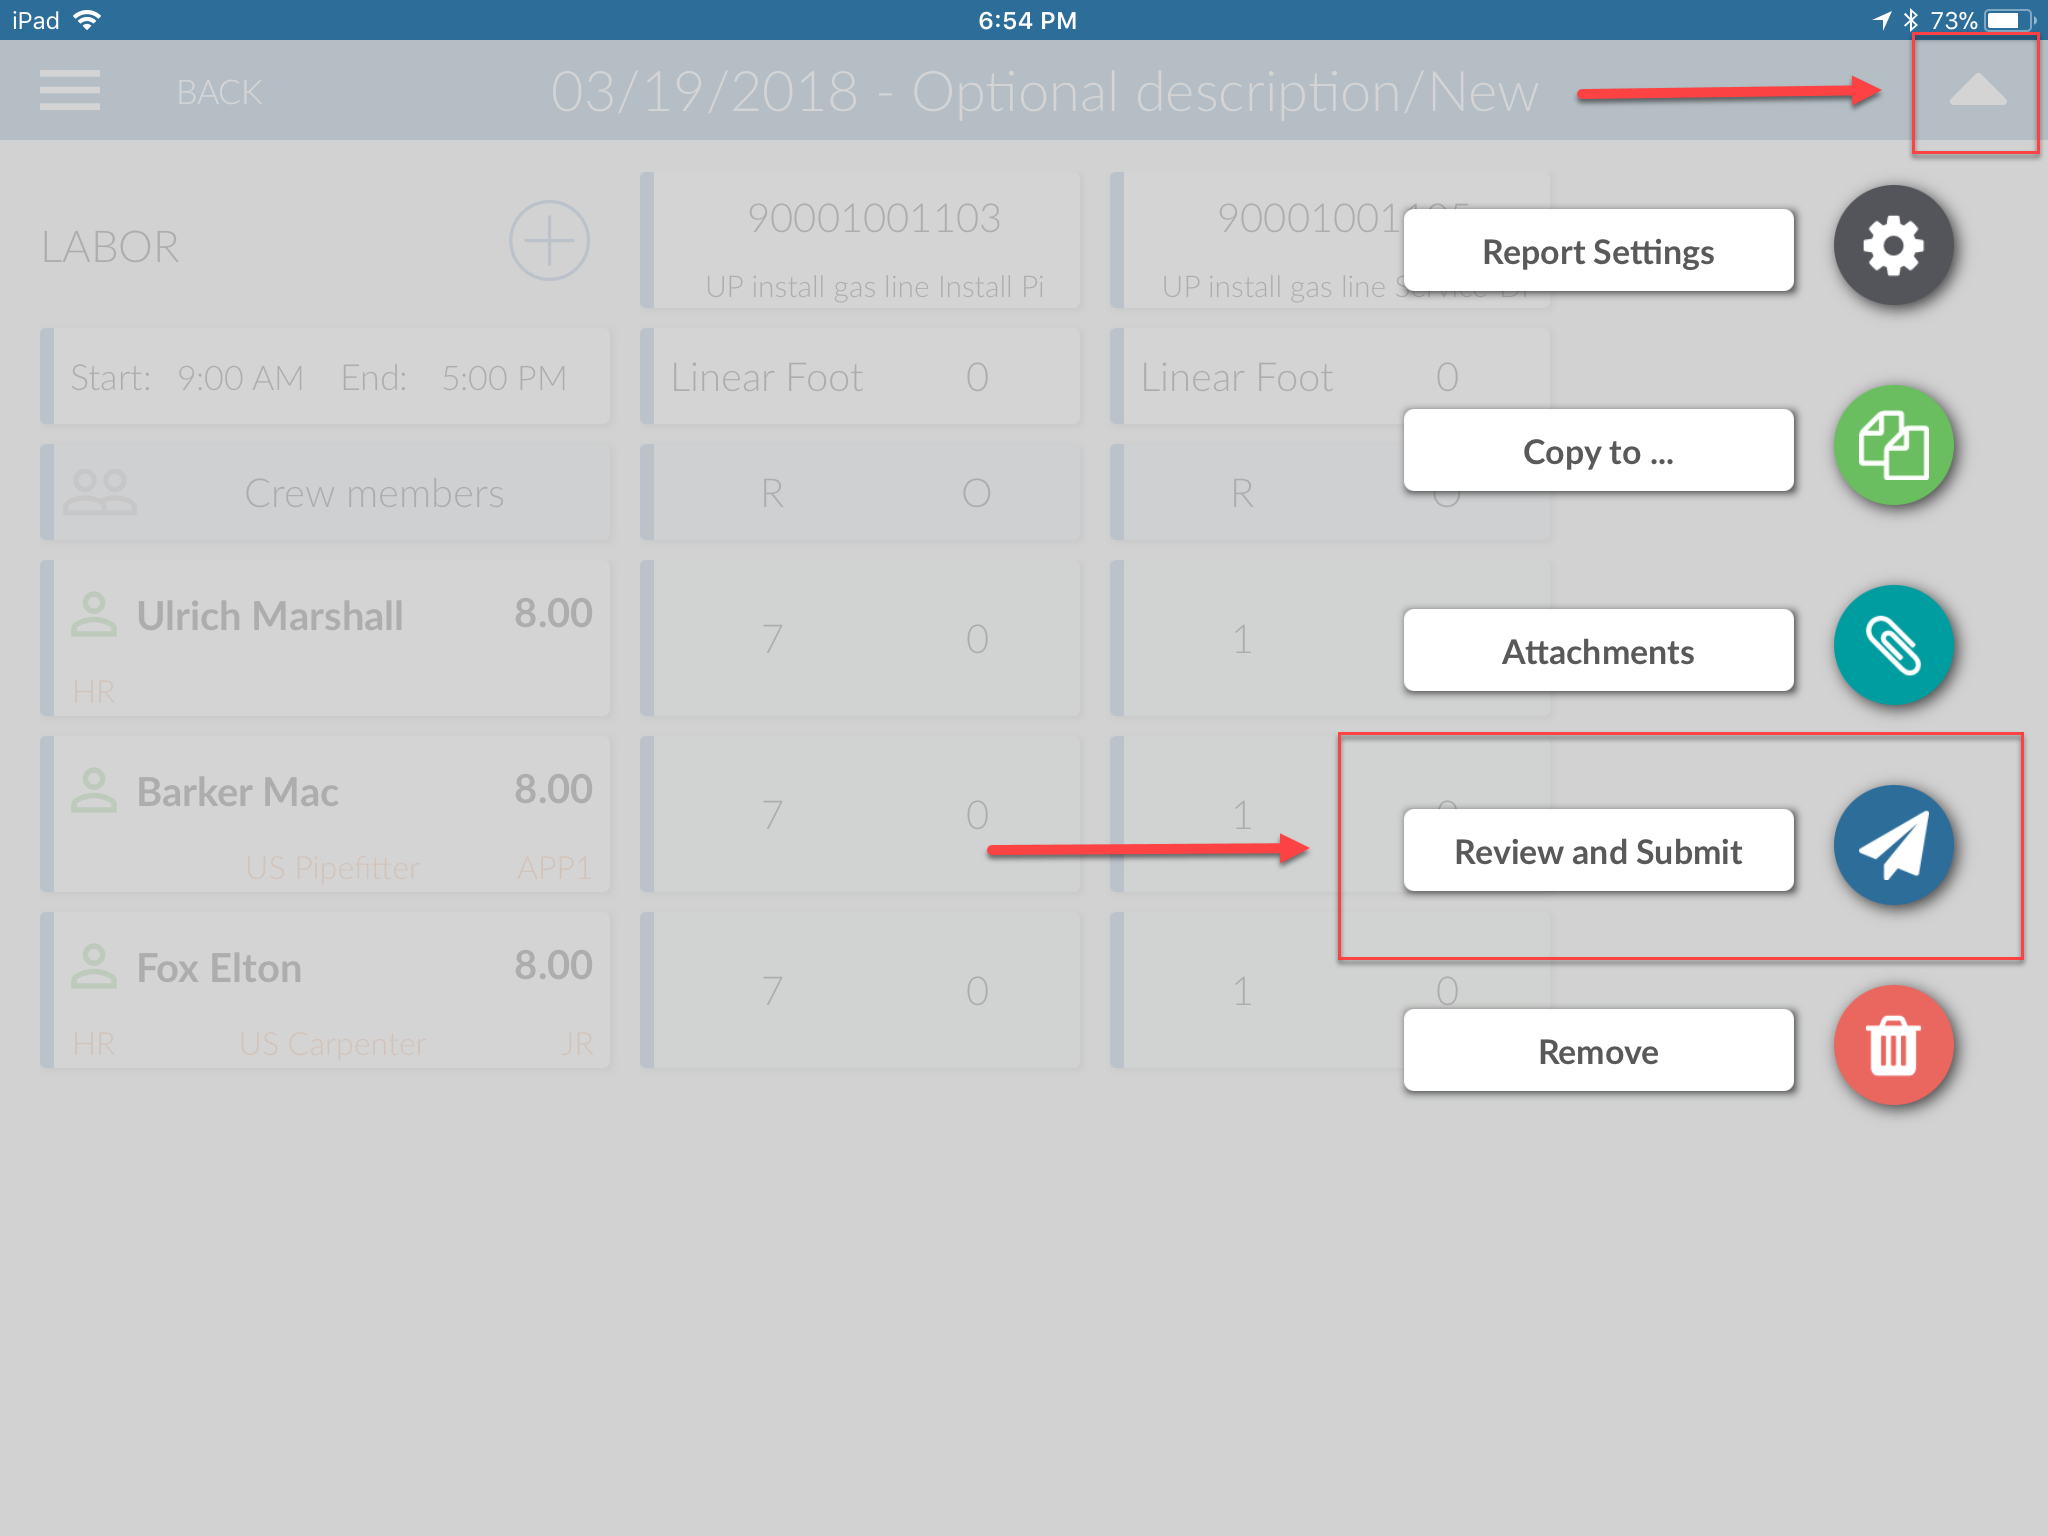 iPad 6:54 PM 73%
BACK 03/19/2018 - Optional description/New
LABOR
90001001103
UP install gas line Install Pi
90001001105
UP install gas line Service Di
Report Settings
Start: 9:00 AM End: 5:00 PM
Linear Foot 0
Linear Foot 0
Copy to ...
Crew members
R O
R O
Ulrich Marshall 8.00
HR
7 0
1
Attachments
Barker Mac 8.00
US Pipefitter APP1
7 0
1 0
Review and Submit
Fox Elton 8.00
HR US Carpenter JR
7 0
1 0
Remove